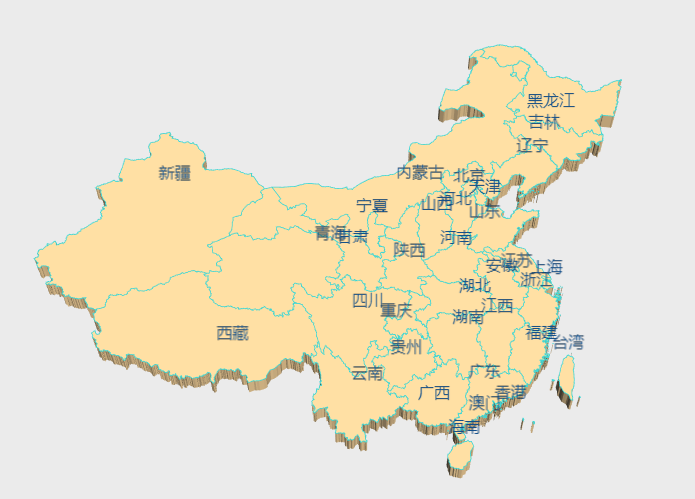 黑龙江
吉林
辽宁
新疆
内蒙古
北京
天津
河北
山西
山东
宁夏
青海
甘肃
河南
陕西
江苏
安徽
上海
浙江
湖北
四川
重庆
江西
湖南
西藏
福建
台湾
贵州
云南
广东
广西
香港
澳门
海南